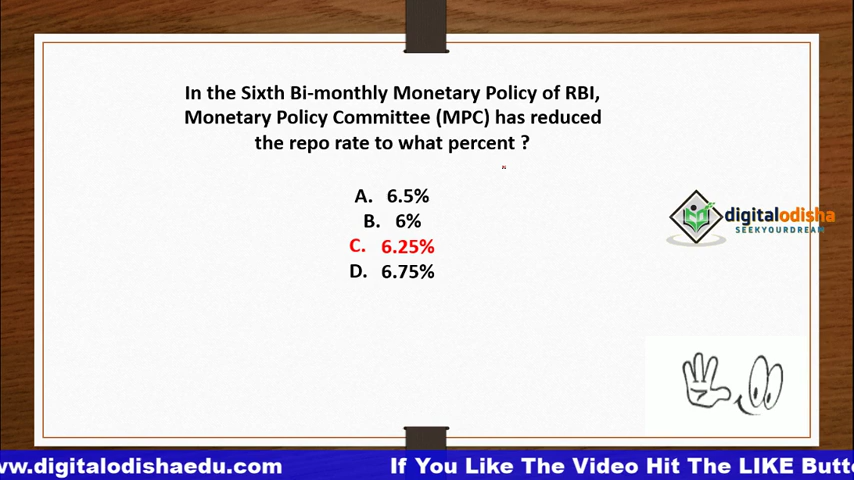 In the Sixth Bi-monthly Monetary Policy of RBI,
Monetary Policy Committee (MPC) has reduced
the repo rate to what percent ?
A. 6.5%
B. 6%
C. 6.25%
D. 6.75%
digitalodisha
SEEKYOURDREAM
ww.digitalodishaedu.com If You Like The Video Hit The LIKE Butto